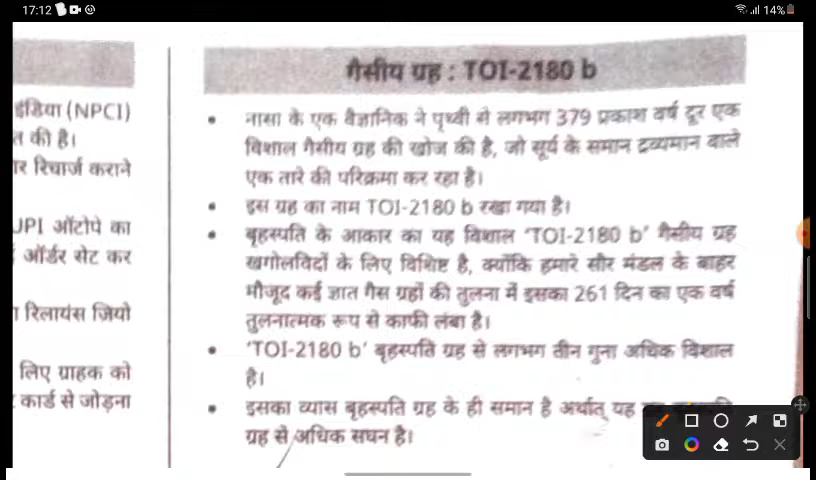 17:12
14%
इंडिया (NPCI)
त की है।
ार रिचार्ज कराने
UPI ऑटोपे का
ऑर्डर सेट कर
ा रिलायंस जियो
लिए ग्राहक को
कार्ड से जोड़ना
गैसीय ग्रह : TOI-2180 b
• नासा के एक वैज्ञानिक ने पृथ्वी से लगभग 379 प्रकाश वर्ष दूर एक
विशाल गैसीय ग्रह की खोज की है, जो सूर्य के समान द्रव्यमान वाले
एक तारे की परिक्रमा कर रहा है।
• इस ग्रह का नाम TOI-2180 b रखा गया है।
• बृहस्पति के आकार का यह विशाल ‘TOI-2180 b’ गैसीय ग्रह
खगोलविदों के लिए विशिष्ट है, क्योंकि हमारे सौर मंडल के बाहर
मौजूद कई ज्ञात गैस ग्रहों की तुलना में इसका 261 दिन का एक वर्ष
तुलनात्मक रूप से काफी लंबा है।
• ‘TOI-2180 b’ बृहस्पति ग्रह से लगभग तीन गुना अधिक विशाल
है।
• इसका व्यास बृहस्पति ग्रह के ही समान है अर्थात् यह
ग्रह से अधिक सघन है।